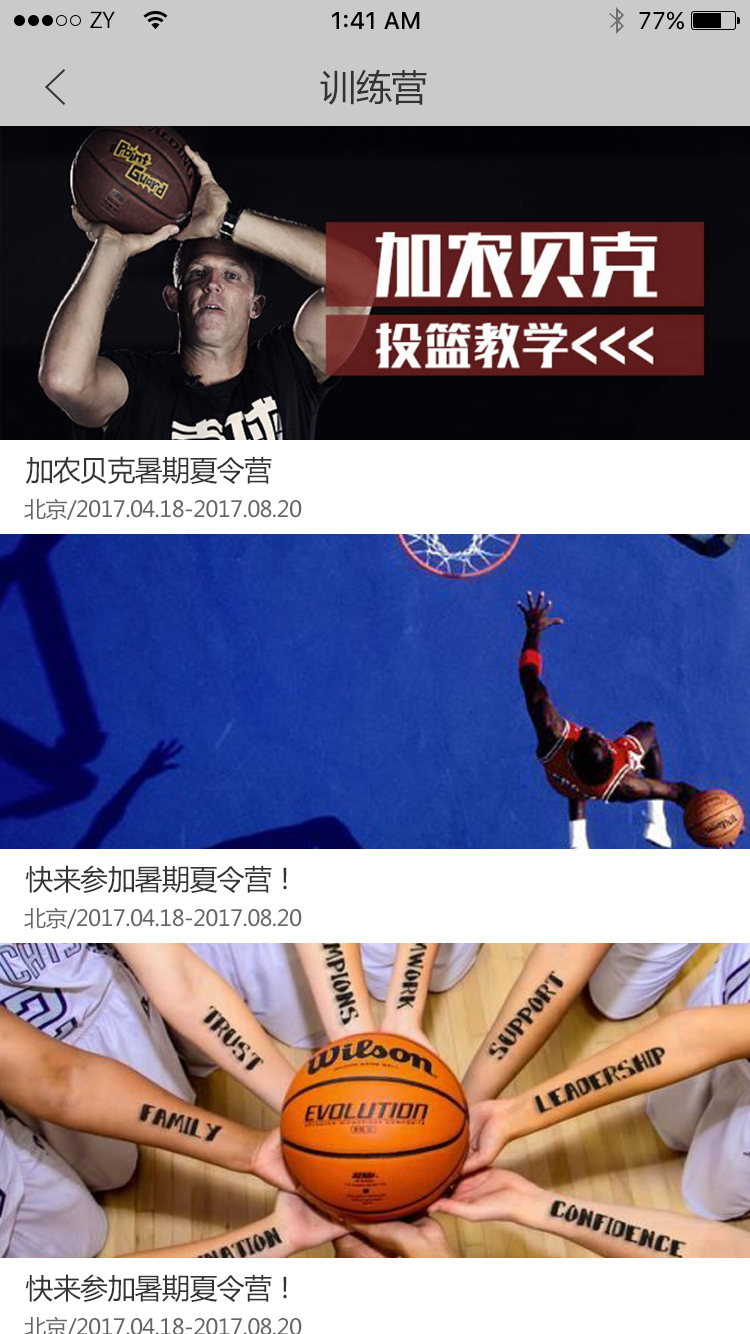 ZY 1:41 AM 77%
训练营
Point
Guard
加农贝克
投篮教学<<<
加农贝克暑期夏令营
北京/2017.04.18-2017.08.20
快来参加暑期夏令营！
北京/2017.04.18-2017.08.20
TRUST
MPIONS
WORK
SUPPORT
LEADERSHIP
FAMILY
Wilson
EVOLUTION
CONFIDENCE
NATION
快来参加暑期夏令营！
北京/2017.04.18-2017.08.20